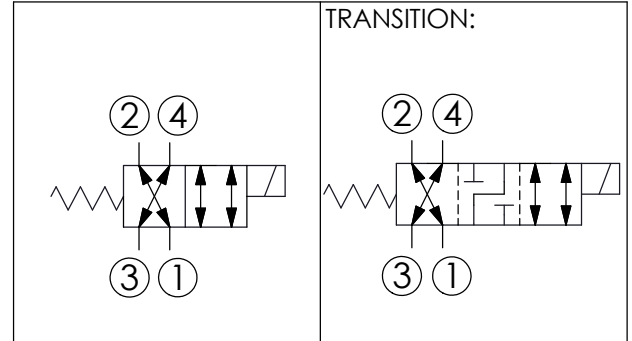 TRANSITION:
② ④
② ④
③ ①
③ ①